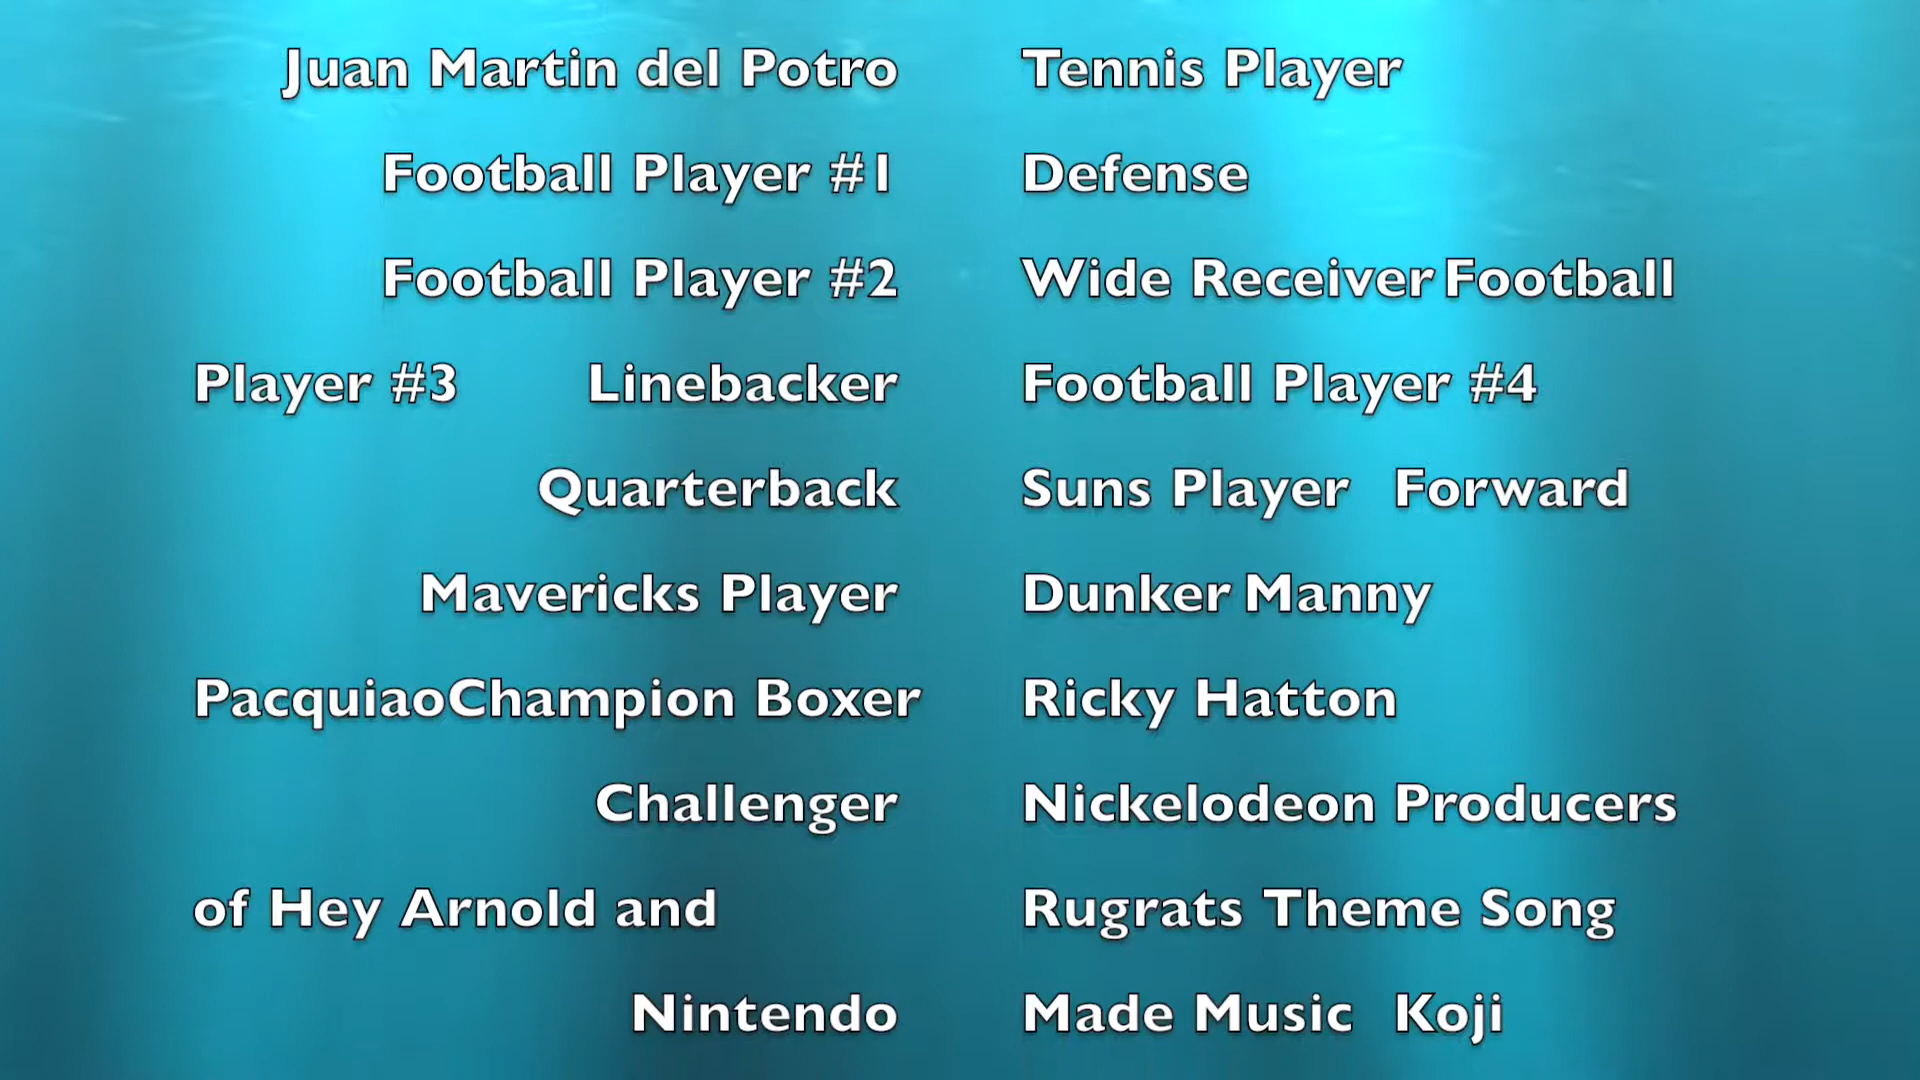 Juan Martin del Potro Tennis Player
Football Player #1 Defense
Football Player #2 Wide Receiver Football
Player #3 Linebacker Football Player #4
Quarterback Suns Player Forward
Mavericks Player Dunker Manny
PacquiaoChampion Boxer Ricky Hatton
Challenger Nickelodeon Producers
of Hey Arnold and Rugrats Theme Song
Nintendo Made Music Koji